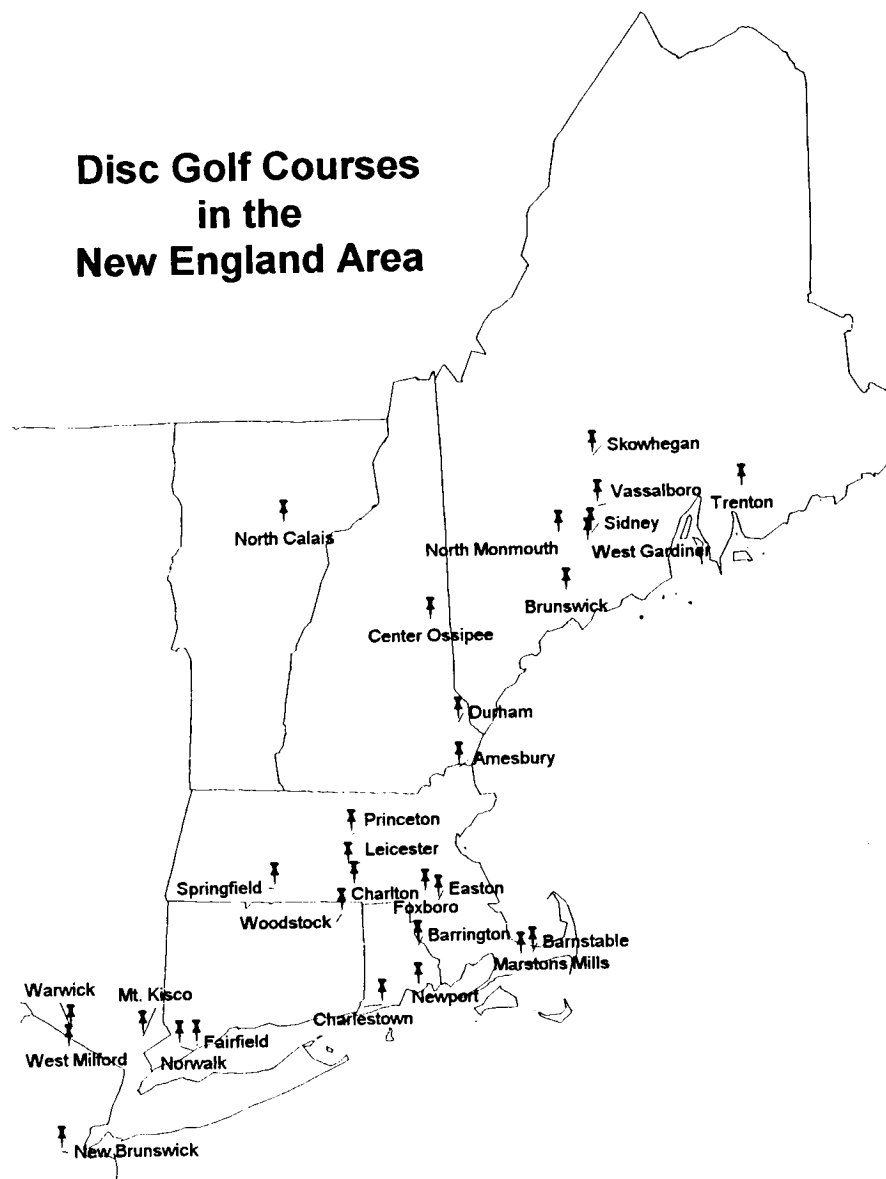 Disc Golf Courses
in the
New England Area
Skowhegan
Vassalboro
Trenton
North Calais
Sidney
North Monmouth
West Gardiner
Brunswick
Center Ossipee
Durham
Amesbury
Princeton
Leicester
Springfield
Charlton
Easton
Foxboro
Woodstock
Barrington
Barnstable
Marstons Mills
Warwick
Mt. Kisco
Newport
Charlestown
Fairfield
West Milford
Norwalk
New Brunswick